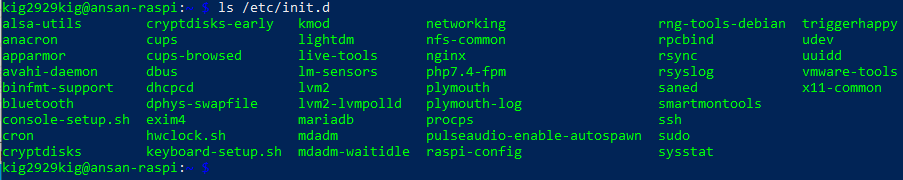 kig2929kig@ansan-raspi:~ $ ls /etc/init.d
alsa-utils cryptdisks-early kmod networking rng-tools-debian triggerhappy
anacron cups lightdm nfs-common rpcbind udev
apparmor cups-browsed live-tools nginx rsync uuidd
avahi-daemon dbus lm-sensors php7.4-fpm rsyslog vmware-tools
binfmt-support dhcpcd lvm2 plymouth saned x11-common
bluetooth dphys-swapfile lvm2-lvmpolld plymouth-log smartmontools
console-setup.sh exim4 mariadb procps ssh
cron hwclock.sh mdadm pulseaudio-enable-autospawn sudo
cryptdisks keyboard-setup.sh mdadm-waitidle raspi-config sysstat
kig2929kig@ansan-raspi:~ $